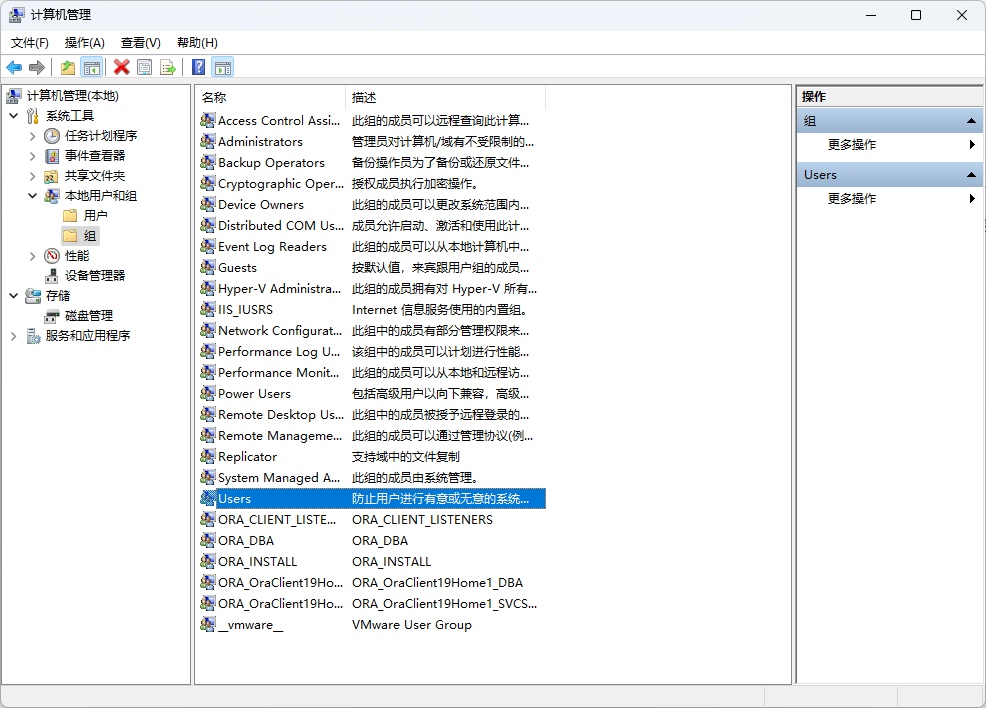 计算机管理
文件(F) 操作(A) 查看(V) 帮助(H)
计算机管理(本地)
系统工具
任务计划程序
事件查看器
共享文件夹
本地用户和组
用户
组
性能
设备管理器
存储
磁盘管理
服务和应用程序
名称 描述
Access Control Assi... 此组的成员可以远程查询此计算...
Administrators 管理员对计算机/域有不受限制的...
Backup Operators 备份操作员为了备份或还原文件...
Cryptographic Oper... 授权成员执行加密操作。
Device Owners 此组的成员可以更改系统范围内...
Distributed COM Us... 成员允许启动、激活和使用此计...
Event Log Readers 此组的成员可以从本地计算机中...
Guests 按默认值，来宾跟用户组的成员...
Hyper-V Administra... 此组的成员拥有对 Hyper-V 所有...
IIS_IUSRS Internet 信息服务使用的内置组。
Network Configurat... 此组中的成员有部分管理权限来...
Performance Log U... 该组中的成员可以计划进行性能...
Performance Monit... 此组的成员可以从本地和远程访...
Power Users 包括高级用户以向下兼容，高级...
Remote Desktop Us... 此组中的成员被授予远程登录的...
Remote Manageme... 此组的成员可以通过管理协议(例...
Replicator 支持域中的文件复制
System Managed A... 此组的成员由系统管理。
Users 防止用户进行有意或无意的系统...
ORA_CLIENT_LISTE... ORA_CLIENT_LISTENERS
ORA_DBA ORA_DBA
ORA_INSTALL ORA_INSTALL
ORA_OraClient19Ho... ORA_OraClient19Home1_DBA
ORA_OraClient19Ho... ORA_OraClient19Home1_SVCS...
__vmware__ VMware User Group
操作
组
更多操作
Users
更多操作